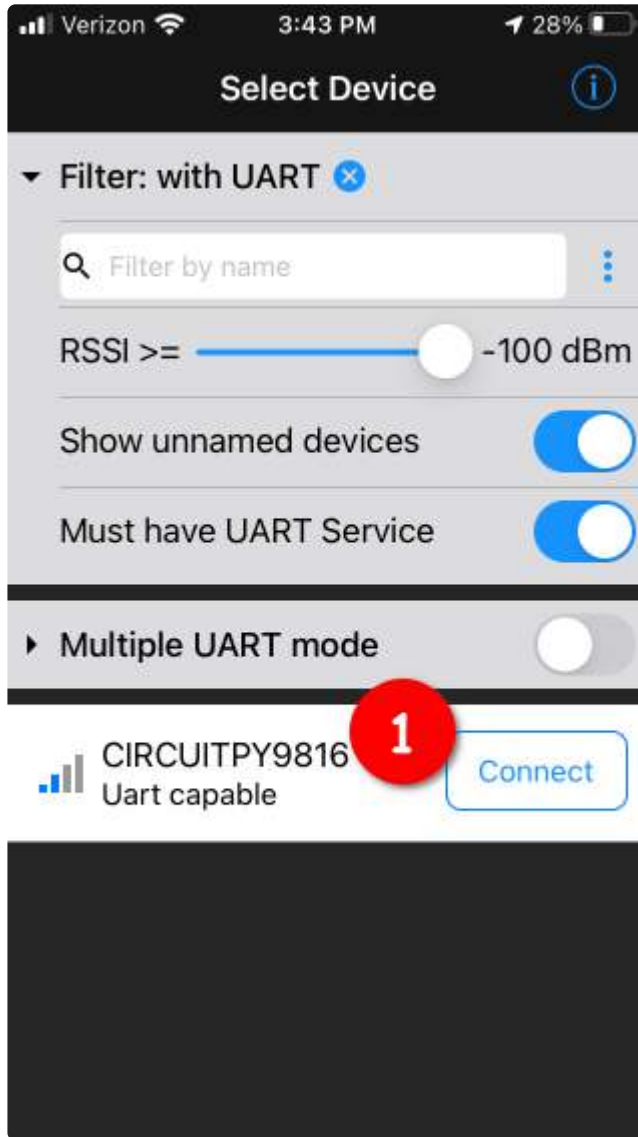 Verizon 3:43 PM 28%
Select Device i
Filter: with UART
Filter by name
RSSI >= -100 dBm
Show unnamed devices
Must have UART Service
Multiple UART mode
1
CIRCUITPY9816
Uart capable
Connect